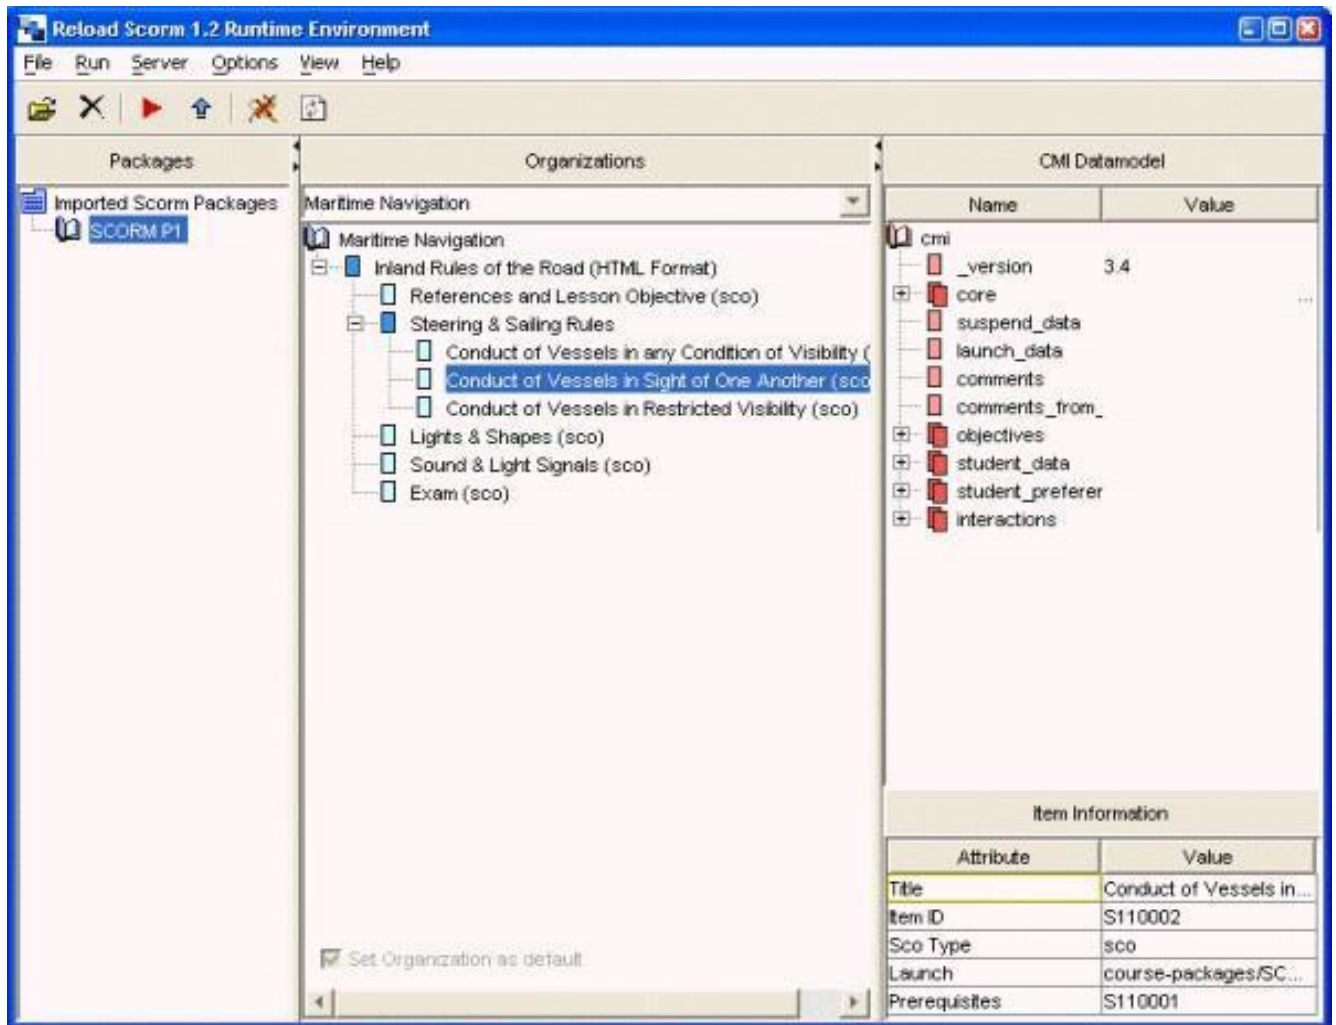 Reload Scorm 1.2 Runtime Environment
File Run Server Options View Help
Packages
Imported Scorm Packages
SCORM P1
Organizations
Maritime Navigation
Maritime Navigation
Inland Rules of the Road (HTML Format)
References and Lesson Objective (sco)
Steering & Sailing Rules
Conduct of Vessels in any Condition of Visibility (
Conduct of Vessels in Sight of One Another (sco
Conduct of Vessels in Restricted Visibility (sco)
Lights & Shapes (sco)
Sound & Light Signals (sco)
Exam (sco)
Set Organization as default
CMI Datamodel
Name Value
cmi
_version 3.4
core ...
suspend_data
launch_data
comments
comments_from_
objectives
student_data
student_preferer
interactions
Item Information
Attribute Value
Title Conduct of Vessels in...
Item ID S110002
Sco Type sco
Launch course-packages/SC...
Prerequisites S110001